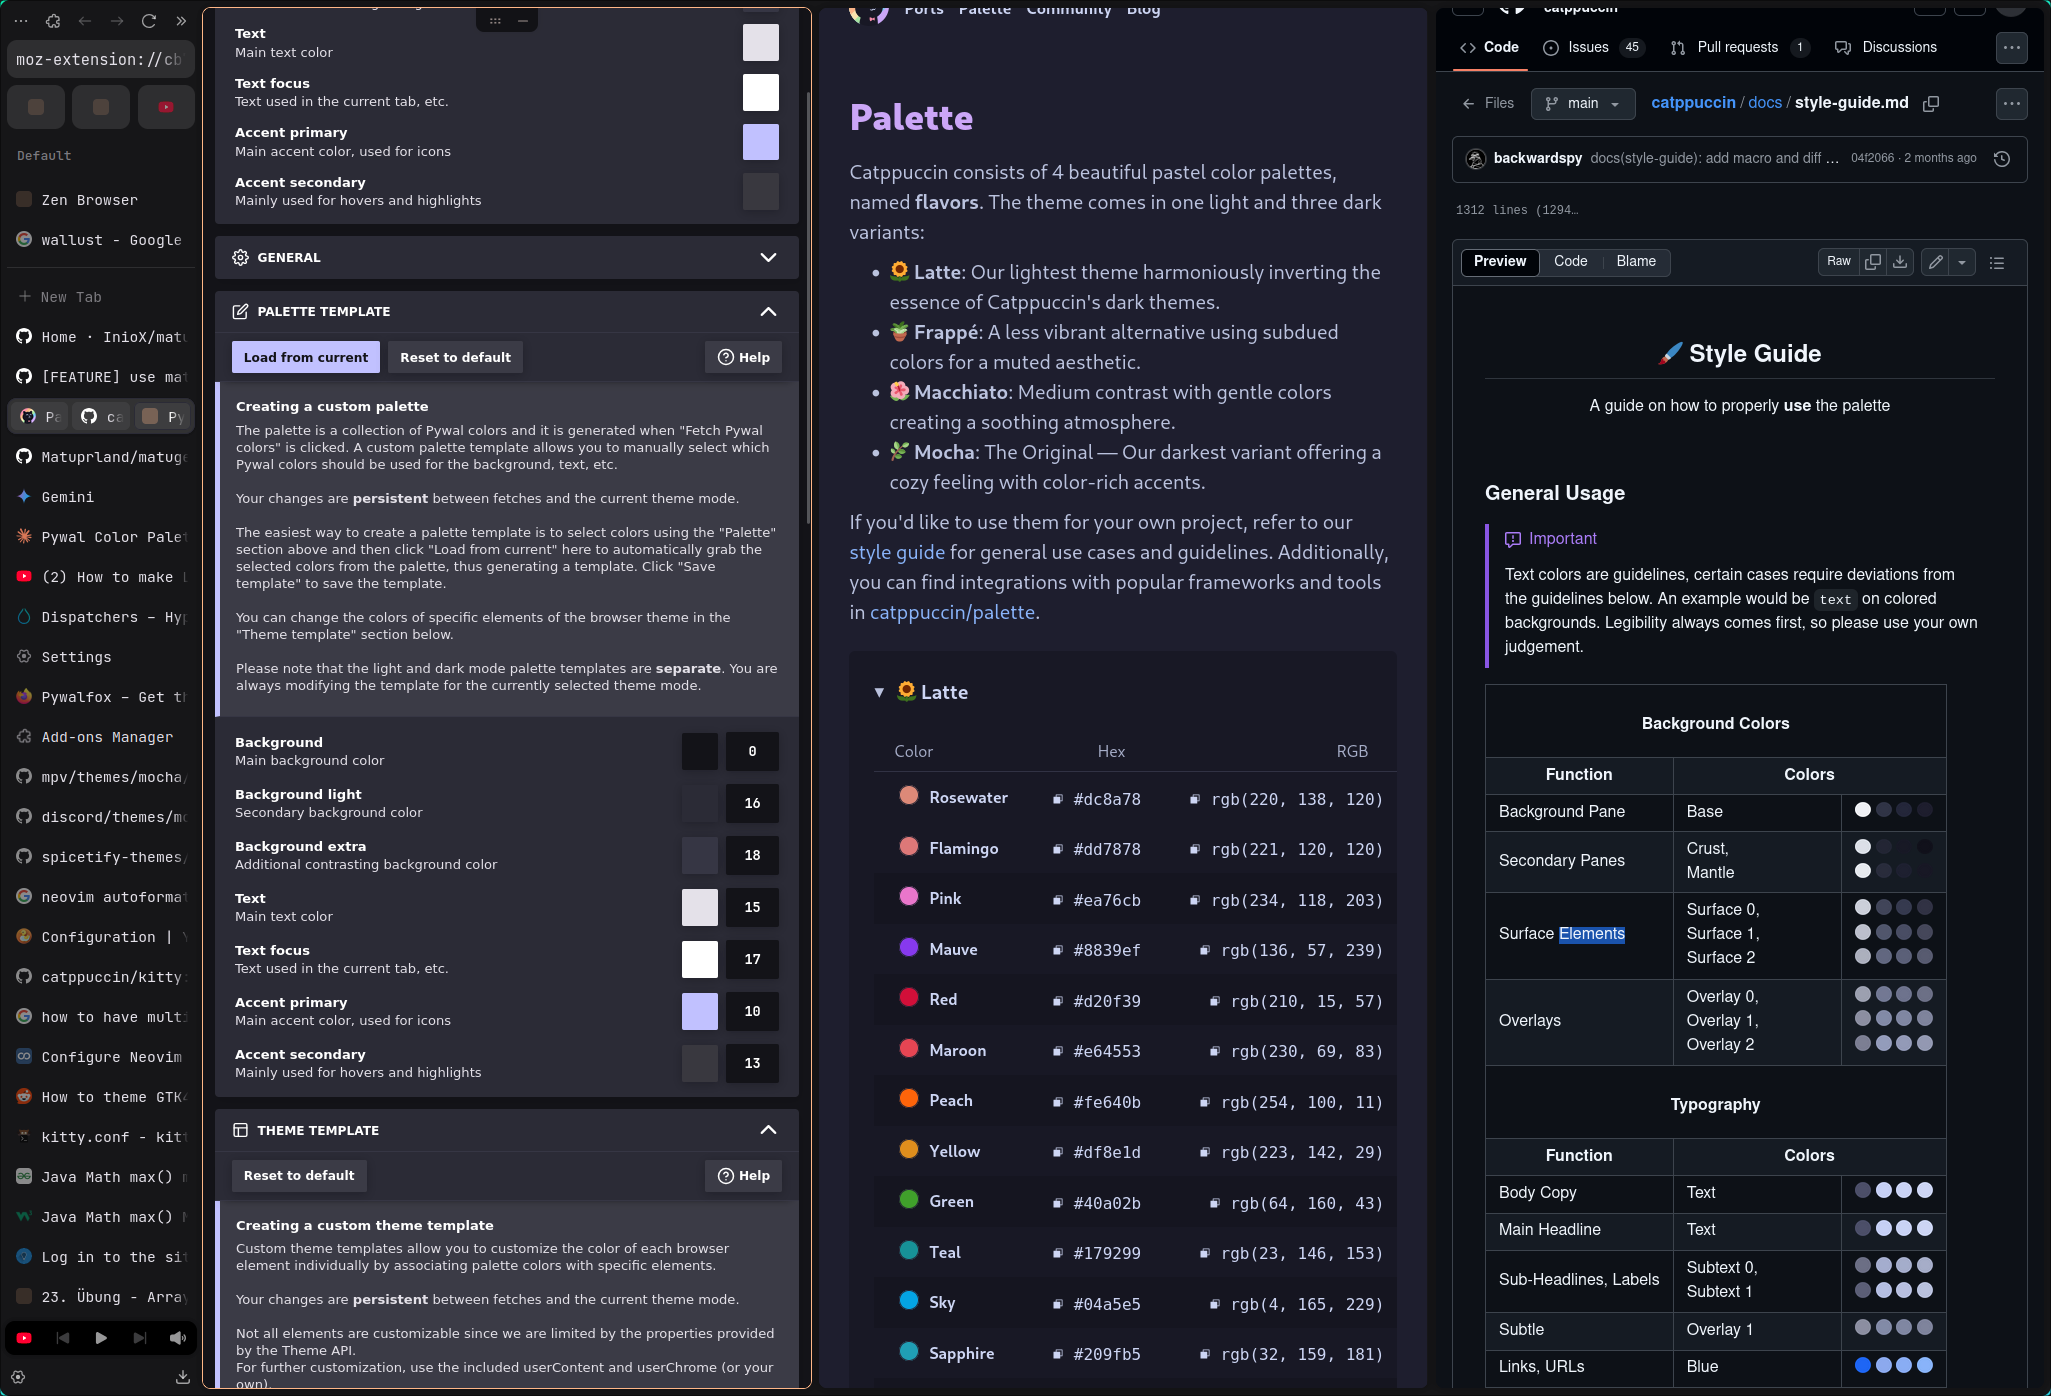 moz-extension://cb
Default
Zen Browser
wallust - Google
New Tab
Home · InioX/matu
[FEATURE] use mat
Pa
ca
Py
Matuprland/matuge
Gemini
Pywal Color Palet
(2) How to make
Dispatchers – Hyp
Settings
Pywalfox – Get th
Add-ons Manager
mpv/themes/mocha/
discord/themes/mo
spicetify-themes/
neovim autoformat
Configuration |
catppuccin/kitty:
how to have multi
Configure Neovim
How to theme GTK4
kitty.conf - kitt
Java Math max() m
Java Math max() M
Log in to the sit
23. Übung - Array
Text
Main text color
Text focus
Text used in the current tab, etc.
Accent primary
Main accent color, used for icons
Accent secondary
Mainly used for hovers and highlights
GENERAL
PALETTE TEMPLATE
Load from current
Reset to default
Help
Creating a custom palette
The palette is a collection of Pywal colors and it is generated when "Fetch Pywal
colors" is clicked. A custom palette template allows you to manually select which
Pywal colors should be used for the background, text, etc.
Your changes are persistent between fetches and the current theme mode.
The easiest way to create a palette template is to select colors using the "Palette"
section above and then click "Load from current" here to automatically grab the
selected colors from the palette, thus generating a template. Click "Save
template" to save the template.
You can change the colors of specific elements of the browser theme in the
"Theme template" section below.
Please note that the light and dark mode palette templates are separate. You are
always modifying the template for the currently selected theme mode.
Background
Main background color
0
Background light
Secondary background color
16
Background extra
Additional contrasting background color
18
Text
Main text color
15
Text focus
Text used in the current tab, etc.
17
Accent primary
Main accent color, used for icons
10
Accent secondary
Mainly used for hovers and highlights
13
THEME TEMPLATE
Reset to default
Help
Creating a custom theme template
Custom theme templates allow you to customize the color of each browser
element individually by associating palette colors with specific elements.
Your changes are persistent between fetches and the current theme mode.
Not all elements are customizable since we are limited by the properties provided
by the Theme API.
For further customization, use the included userContent and userChrome (or your
own).
Ports Palette Community Blog
Palette
Catppuccin consists of 4 beautiful pastel color palettes,
named flavors. The theme comes in one light and three dark
variants:
• 🌻 Latte: Our lightest theme harmoniously inverting the
essence of Catppuccin's dark themes.
• 🪴 Frappé: A less vibrant alternative using subdued
colors for a muted aesthetic.
• 🌺 Macchiato: Medium contrast with gentle colors
creating a soothing atmosphere.
• 🌿 Mocha: The Original — Our darkest variant offering a
cozy feeling with color-rich accents.
If you'd like to use them for your own project, refer to our
style guide for general use cases and guidelines. Additionally,
you can find integrations with popular frameworks and tools
in catppuccin/palette.
▼ 🌻 Latte
Color Hex RGB
Rosewater #dc8a78 rgb(220, 138, 120)
Flamingo #dd7878 rgb(221, 120, 120)
Pink #ea76cb rgb(234, 118, 203)
Mauve #8839ef rgb(136, 57, 239)
Red #d20f39 rgb(210, 15, 57)
Maroon #e64553 rgb(230, 69, 83)
Peach #fe640b rgb(254, 100, 11)
Yellow #df8e1d rgb(223, 142, 29)
Green #40a02b rgb(64, 160, 43)
Teal #179299 rgb(23, 146, 153)
Sky #04a5e5 rgb(4, 165, 229)
Sapphire #209fb5 rgb(32, 159, 181)
catppuccin
Code Issues 45 Pull requests 1 Discussions
Files main catppuccin / docs / style-guide.md
backwardspy docs(style-guide): add macro and diff ... 04f2066 · 2 months ago
1312 lines (1294…
Preview Code Blame Raw
🖌️ Style Guide
A guide on how to properly use the palette
General Usage
Important
Text colors are guidelines, certain cases require deviations from
the guidelines below. An example would be text on colored
backgrounds. Legibility always comes first, so please use your own
judgement.
Background Colors
Function Colors
Background Pane Base
Secondary Panes Crust,
Mantle
Surface Elements Surface 0,
Surface 1,
Surface 2
Overlays Overlay 0,
Overlay 1,
Overlay 2
Typography
Function Colors
Body Copy Text
Main Headline Text
Sub-Headlines, Labels Subtext 0,
Subtext 1
Subtle Overlay 1
Links, URLs Blue